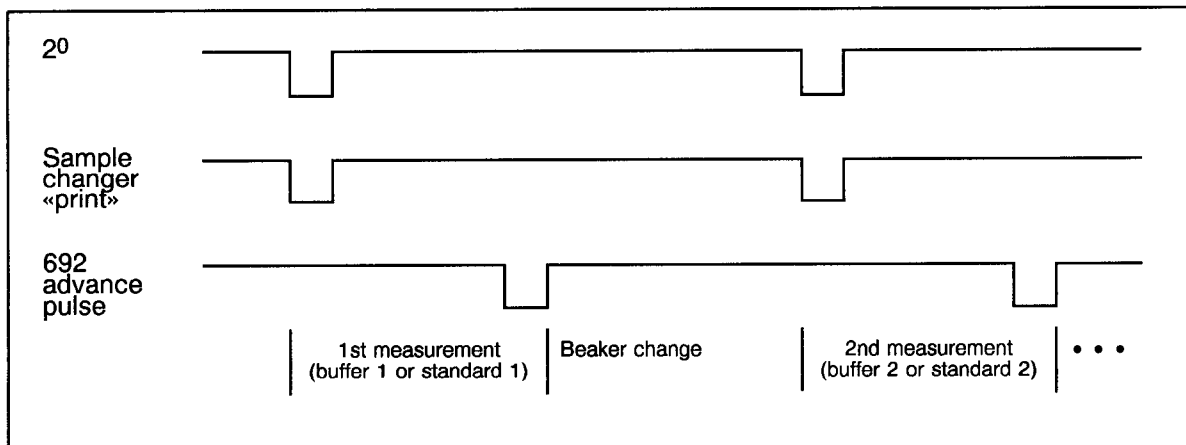 2⁰
Sample
changer
«print»
692
advance
pulse
1st measurement
(buffer 1 or standard 1)
Beaker change
2nd measurement
(buffer 2 or standard 2)
• • •